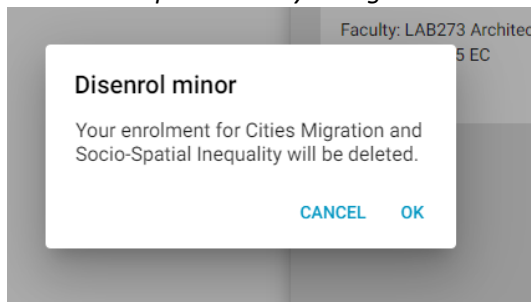 Faculty: LAB273 Architec
5 EC
Disenrol minor
Your enrolment for Cities Migration and
Socio-Spatial Inequality will be deleted.
CANCEL OK